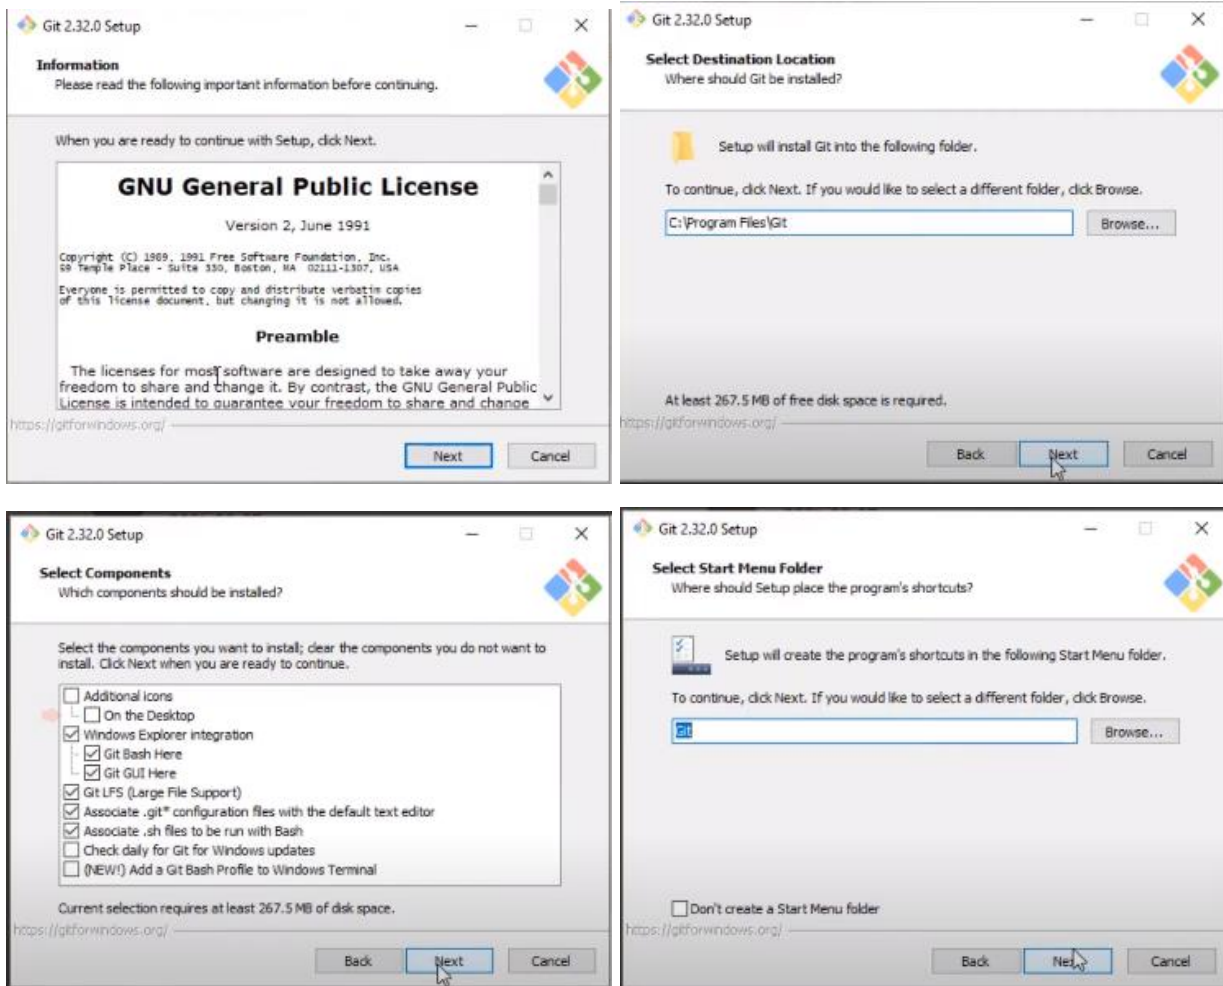 Git 2.32.0 Setup
Information
Please read the following important information before continuing.
When you are ready to continue with Setup, click Next.
GNU General Public License
Version 2, June 1991
Copyright (C) 1989, 1991 Free Software Foundation, Inc.
59 Temple Place - Suite 330, Boston, MA 02111-1307, USA
Everyone is permitted to copy and distribute verbatim copies
of this license document, but changing it is not allowed.
Preamble
The licenses for most software are designed to take away your
freedom to share and change it. By contrast, the GNU General Public
License is intended to guarantee your freedom to share and change
https://gitforwindows.org/
Next
Cancel
Git 2.32.0 Setup
Select Destination Location
Where should Git be installed?
Setup will install Git into the following folder.
To continue, click Next. If you would like to select a different folder, click Browse.
C:\Program Files\Git
Browse...
At least 267.5 MB of free disk space is required.
https://gitforwindows.org/
Back
Next
Cancel
Git 2.32.0 Setup
Select Components
Which components should be installed?
Select the components you want to install; clear the components you do not want to
install. Click Next when you are ready to continue.
Additional icons
On the Desktop
Windows Explorer integration
Git Bash Here
Git GUI Here
Git LFS (Large File Support)
Associate .git* configuration files with the default text editor
Associate .sh files to be run with Bash
Check daily for Git for Windows updates
(NEW!) Add a Git Bash Profile to Windows Terminal
Current selection requires at least 267.5 MB of disk space.
https://gitforwindows.org/
Back
Next
Cancel
Git 2.32.0 Setup
Select Start Menu Folder
Where should Setup place the program's shortcuts?
Setup will create the program's shortcuts in the following Start Menu folder.
To continue, click Next. If you would like to select a different folder, click Browse.
Git
Browse...
Don't create a Start Menu folder
https://gitforwindows.org/
Back
Next
Cancel